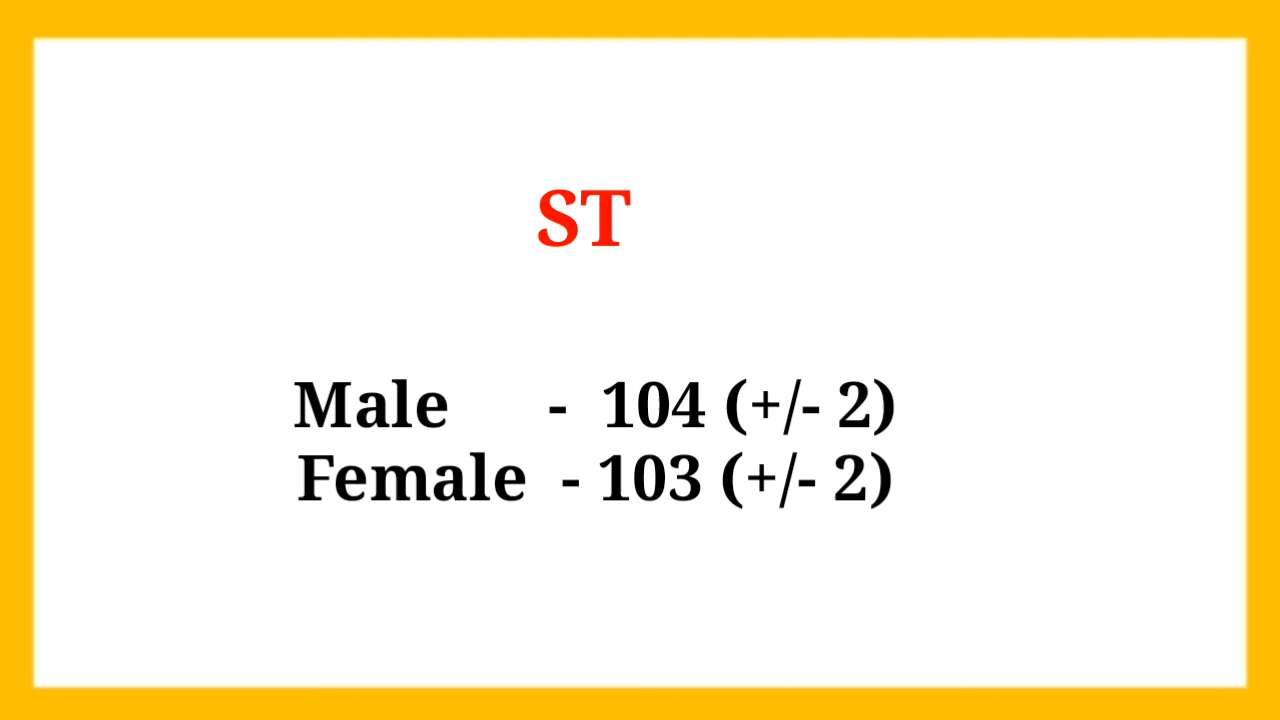 ST
Male - 104 (+/- 2)
Female - 103 (+/- 2)